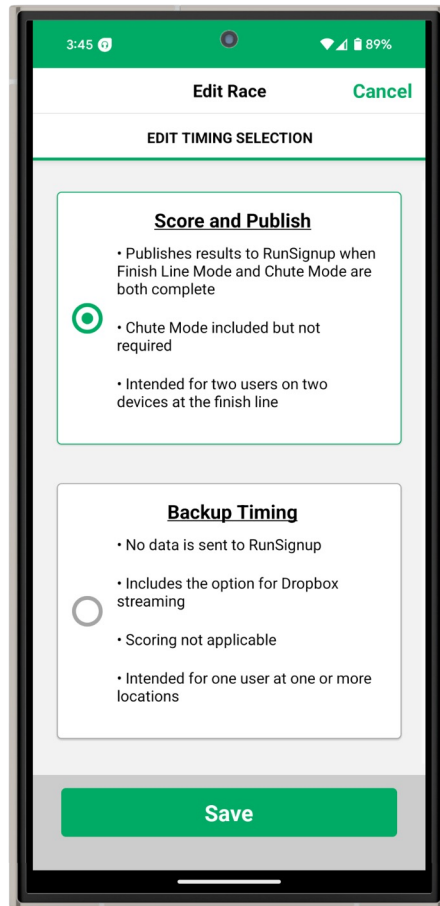 3:45
89%
Edit Race
Cancel
EDIT TIMING SELECTION
Score and Publish
• Publishes results to RunSignup when
Finish Line Mode and Chute Mode are
both complete
• Chute Mode included but not
required
• Intended for two users on two
devices at the finish line
Backup Timing
• No data is sent to RunSignup
• Includes the option for Dropbox
streaming
• Scoring not applicable
• Intended for one user at one or more
locations
Save